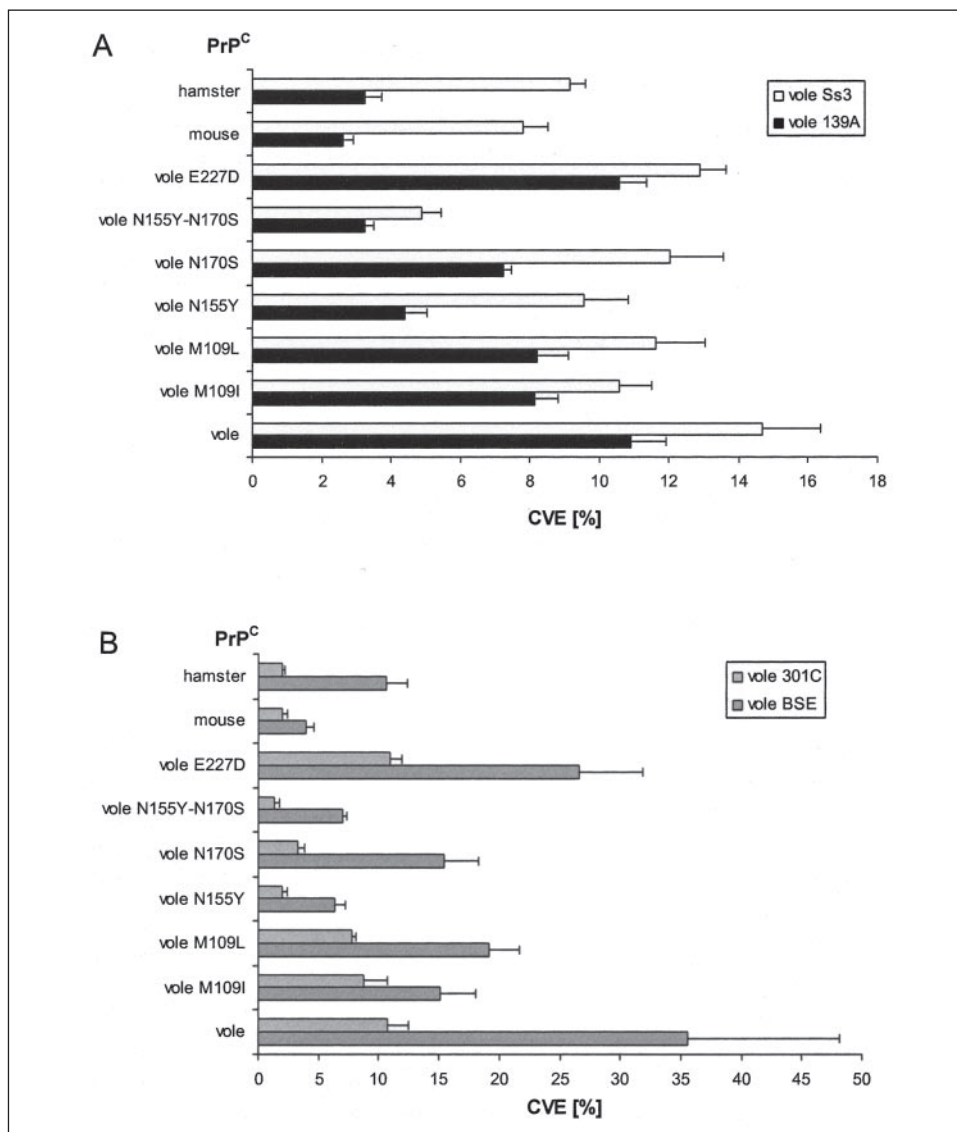 A
PrP^C
hamster
mouse
vole E227D
vole N155Y-N170S
vole N170S
vole N155Y
vole M109L
vole M109I
vole
vole Ss3
vole 139A
0 2 4 6 8 10 12 14 16 18
CVE [%]
B
PrP^C
hamster
mouse
vole E227D
vole N155Y-N170S
vole N170S
vole N155Y
vole M109L
vole M109I
vole
vole 301C
vole BSE
0 5 10 15 20 25 30 35 40 45 50
CVE [%]